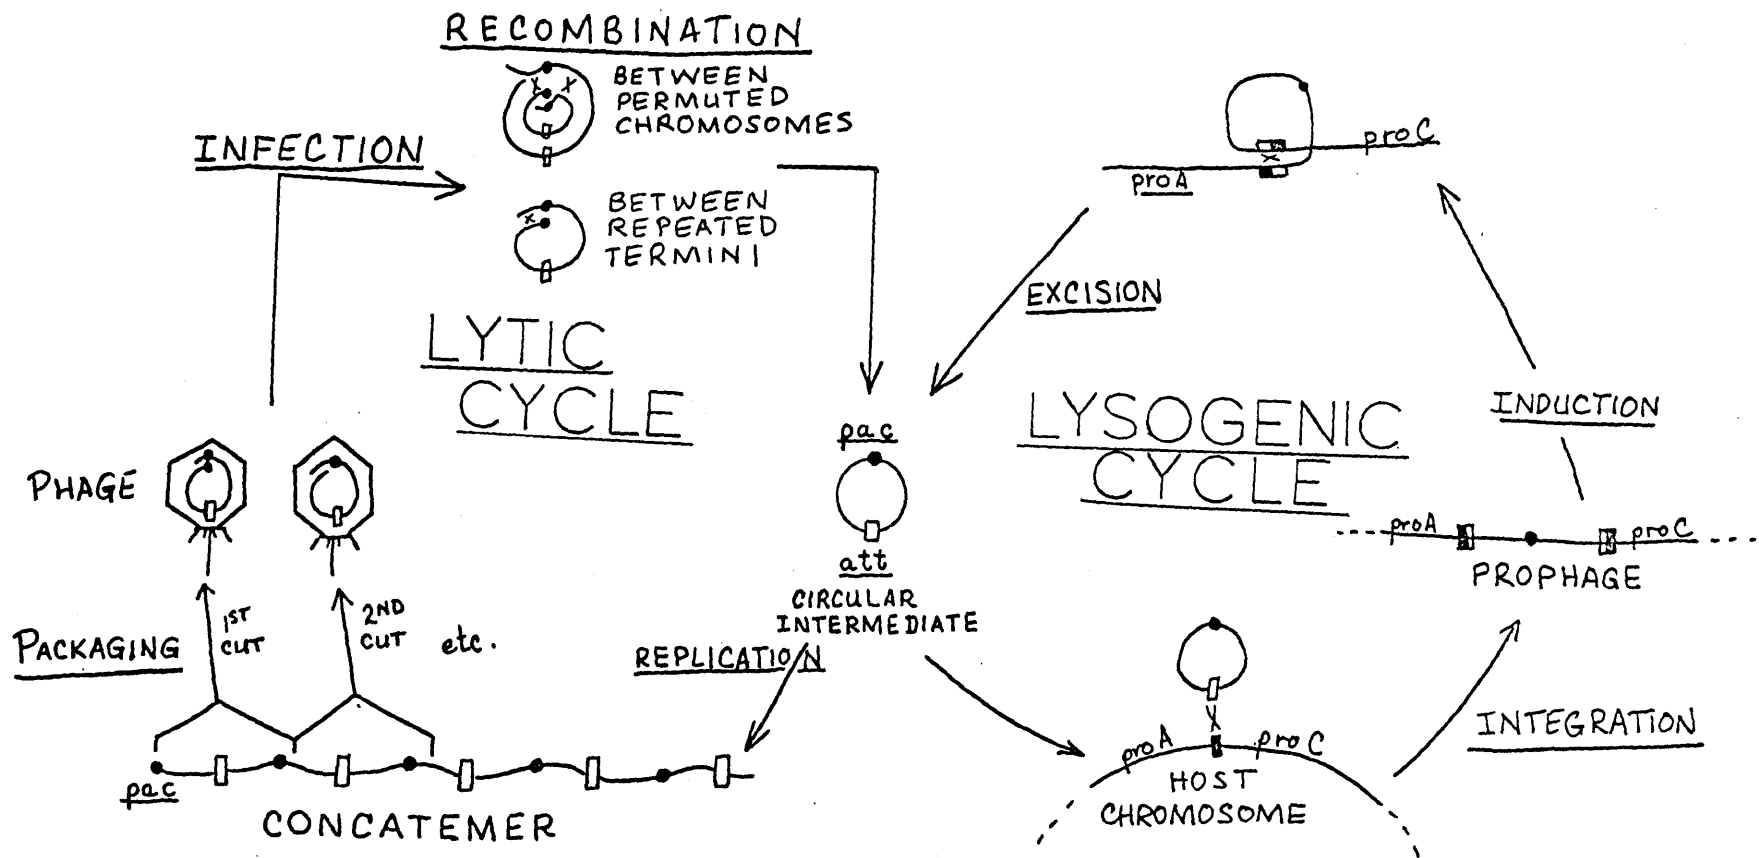 RECOMBINATION
BETWEEN
PERMUTED
CHROMOSOMES
INFECTION
BETWEEN
REPEATED
TERMINI
LYTIC
CYCLE
proC
proA
EXCISION
LYSOGENIC
CYCLE
INDUCTION
PHAGE
pac
att
CIRCULAR
INTERMEDIATE
proA
proC
PROPHAGE
PACKAGING
1ST
CUT
2ND
CUT
etc.
REPLICATION
INTEGRATION
proA
proC
HOST
CHROMOSOME
pac
CONCATEMER